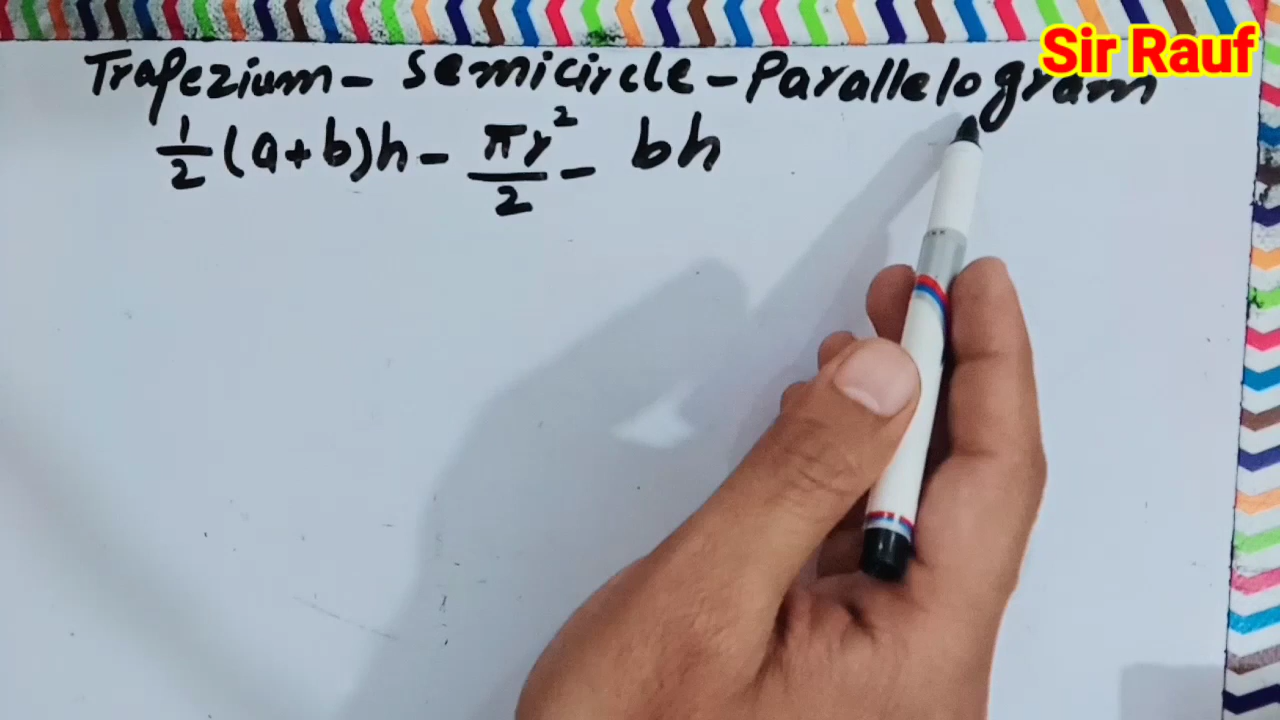 Sir Rauf
Trapezium - Semicircle - Parallelogram
1/2 (a+b)h - πr²/2 - bh